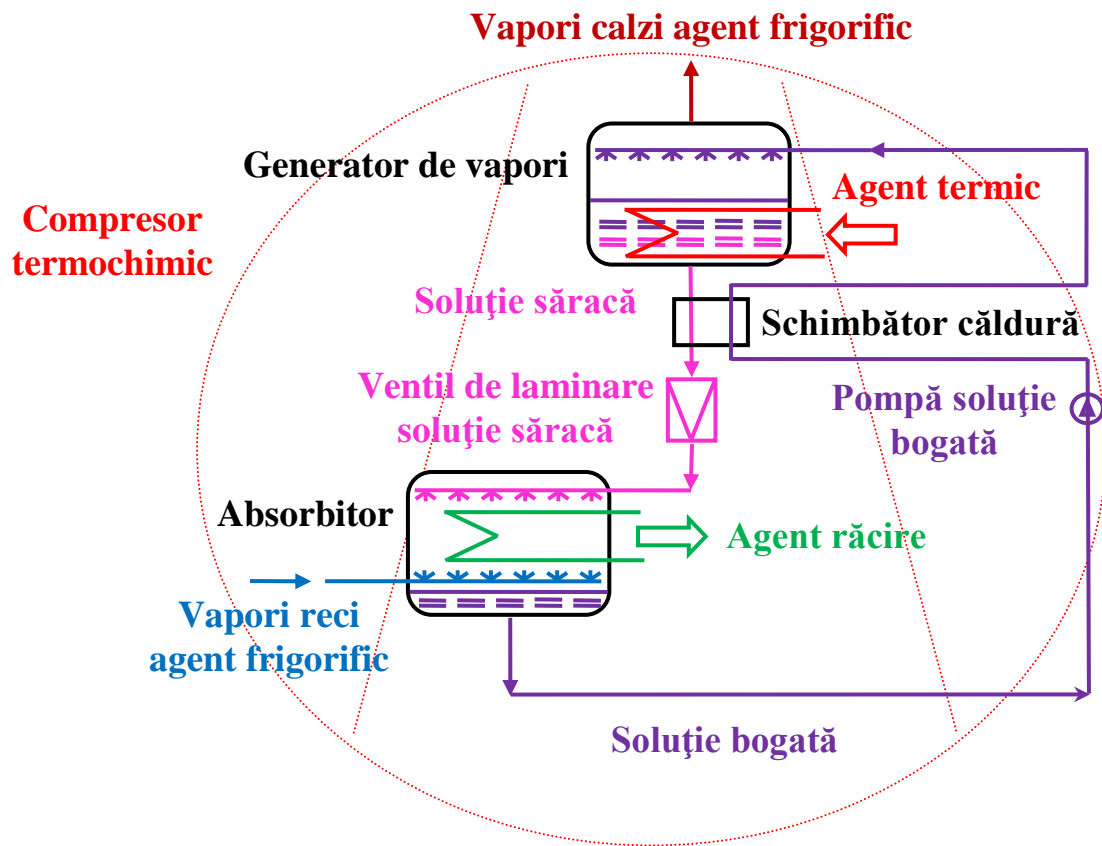 Vapori calzi agent frigorific
Generator de vapori
Agent termic
Compresor
termochimic
Soluţie săracă
Schimbător căldură
Ventil de laminare
soluţie săracă
Pompă soluţie
bogată
Absorbitor
Agent răcire
Vapori reci
agent frigorific
Soluţie bogată